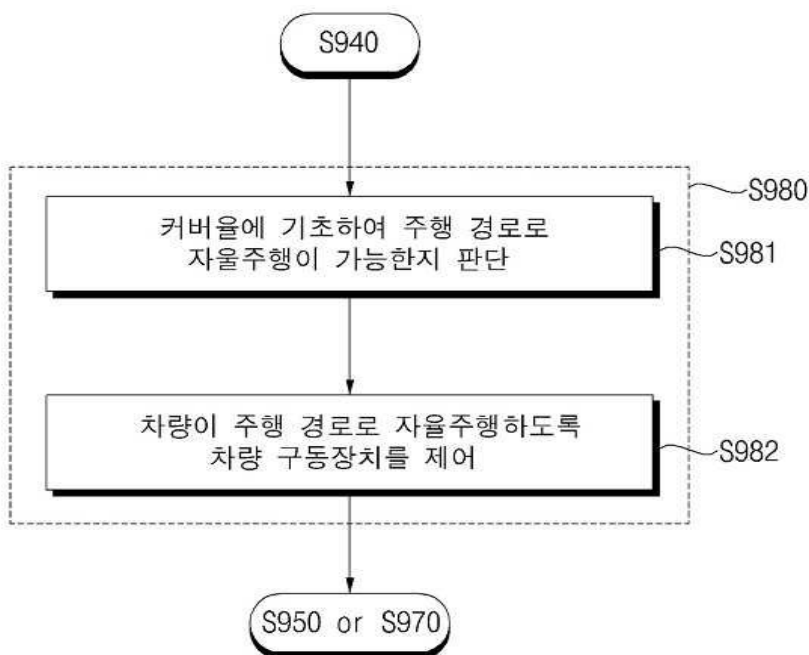 S940
S980
커버율에 기초하여 주행 경로로
자울주행이 가능한지 판단
S981
차량이 주행 경로로 자율주행하도록
차량 구동장치를 제어
S982
S950 or S970